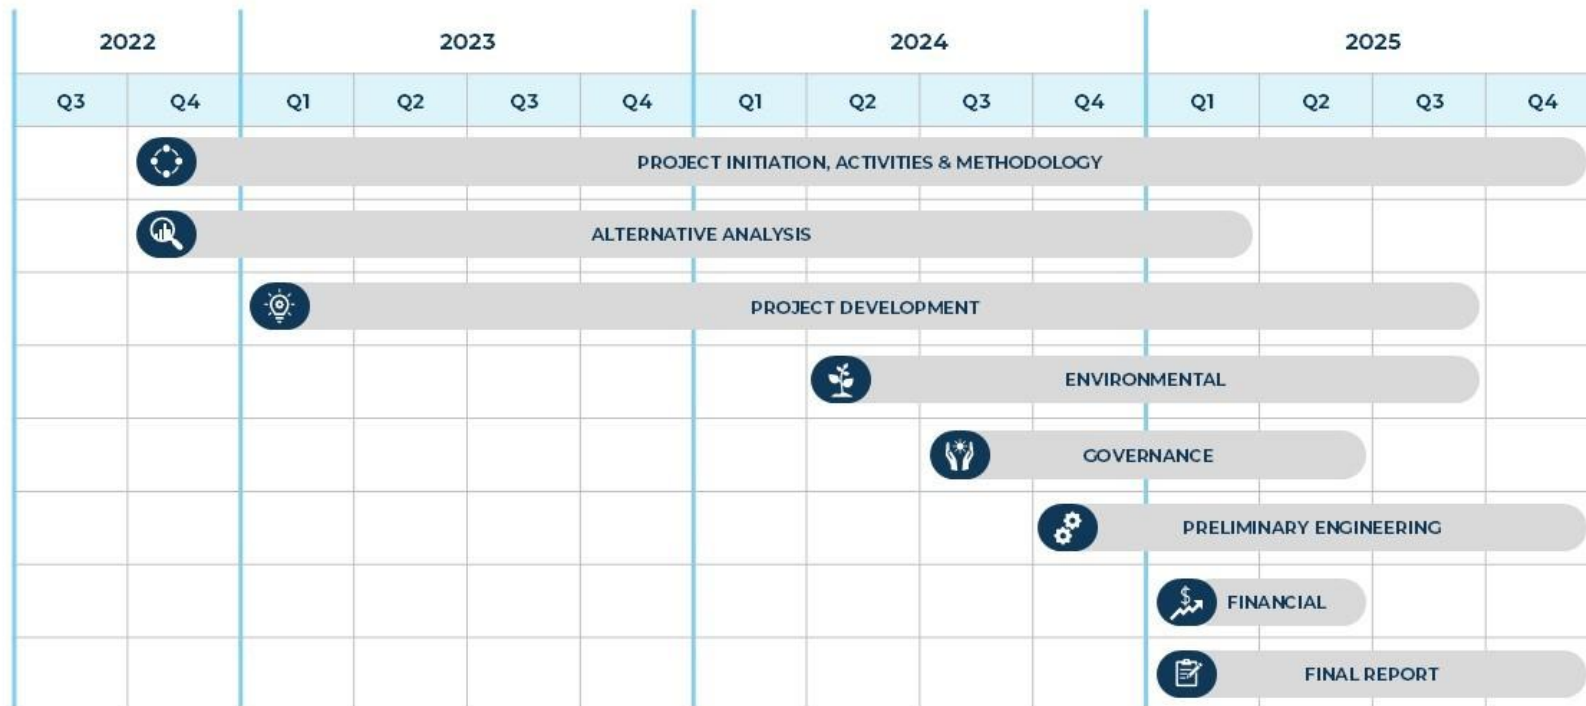 2022 2023 2024 2025
Q3 Q4 Q1 Q2 Q3 Q4 Q1 Q2 Q3 Q4 Q1 Q2 Q3 Q4
PROJECT INITIATION, ACTIVITIES & METHODOLOGY
ALTERNATIVE ANALYSIS
PROJECT DEVELOPMENT
ENVIRONMENTAL
GOVERNANCE
PRELIMINARY ENGINEERING
$ FINANCIAL
FINAL REPORT